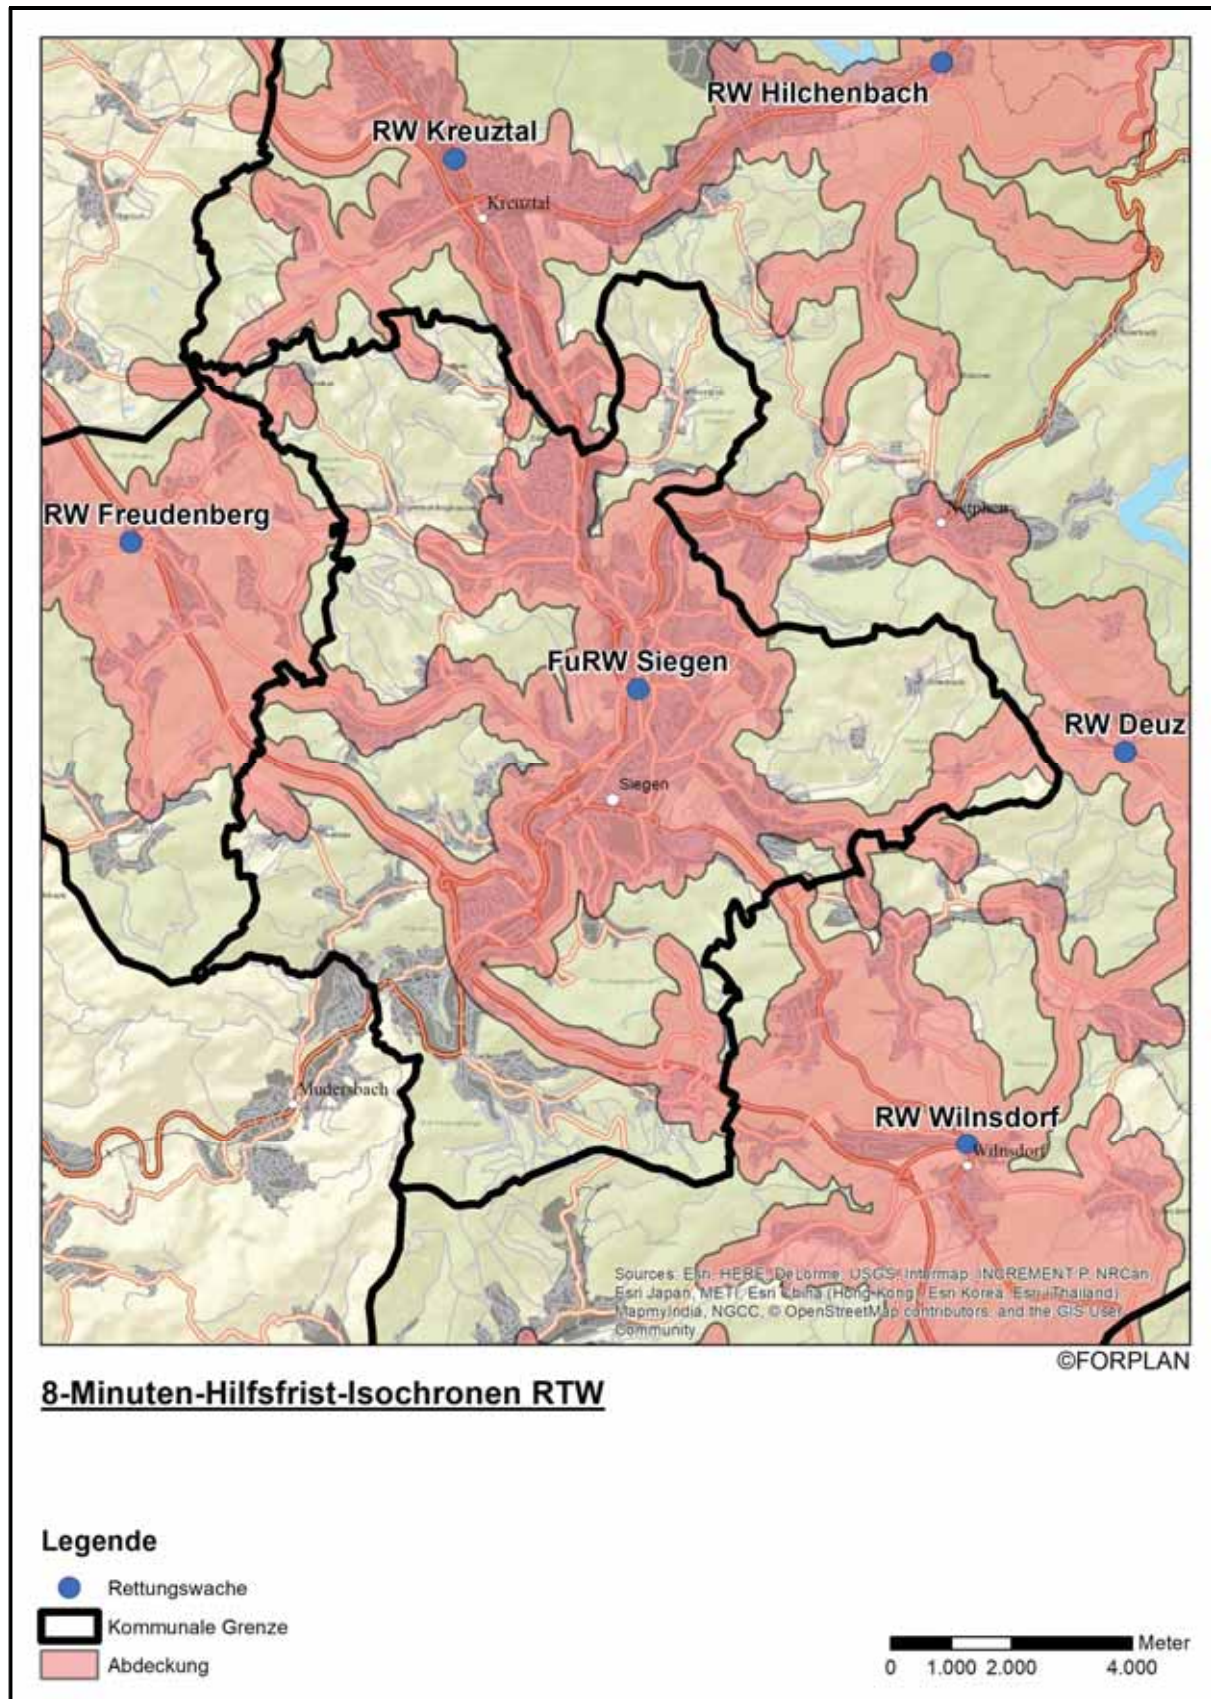 RW Hilchenbach
RW Kreuztal
Kreuztal
RW Freudenberg
Netphen
FuRW Siegen
RW Deuz
Siegen
Mudersbach
RW Wilnsdorf
Wilnsdorf
Sources: Esri, HERE, DeLorme, USGS, Intermap, INCREMENT P, NRCan,
Esri Japan, METI, Esri China (Hong Kong), Esri Korea, Esri (Thailand),
MapmyIndia, NGCC, © OpenStreetMap contributors, and the GIS User
Community
©FORPLAN
8-Minuten-Hilfsfrist-Isochronen RTW
Legende
Rettungswache
Kommunale Grenze
Abdeckung
Meter
0 1.000 2.000 4.000